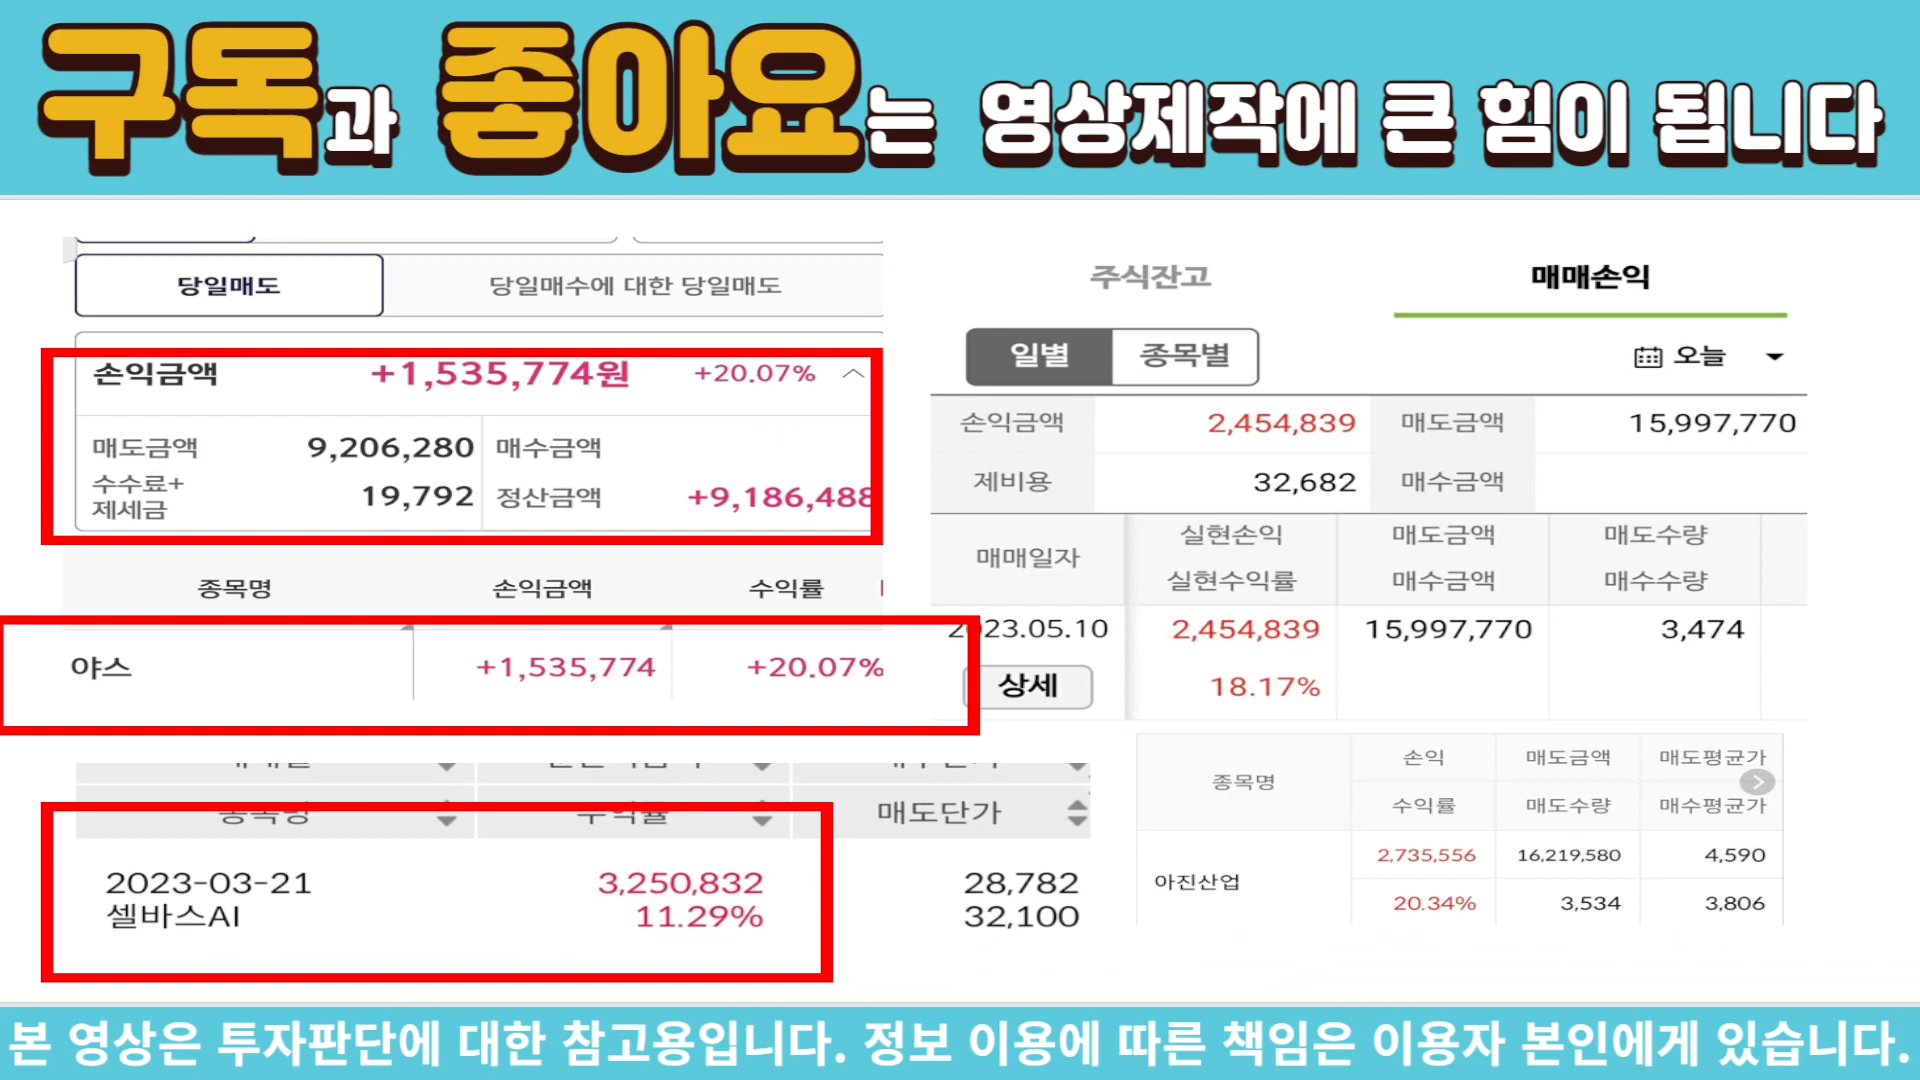 구독과 좋아요는 영상제작에 큰 힘이 됩니다
당일매도
당일매수에 대한 당일매도
손익금액 +1,535,774원 +20.07%
매도금액 9,206,280 매수금액
수수료+
제세금 19,792 정산금액 +9,186,488
종목명 손익금액 수익률
야스 +1,535,774 +20.07%
종목명 수익률 매도단가
2023-03-21 3,250,832 28,782
셀바스AI 11.29% 32,100
주식잔고 매매손익
일별 종목별 오늘
손익금액 2,454,839 매도금액 15,997,770
제비용 32,682 매수금액
매매일자
실현손익 매도금액 매도수량
실현수익률 매수금액 매수수량
2023.05.10 2,454,839 15,997,770 3,474
상세 18.17%
종목명
손익 매도금액 매도평균가
수익률 매도수량 매수평균가
아진산업
2,735,556 16,219,580 4,590
20.34% 3,534 3,806
본 영상은 투자판단에 대한 참고용입니다. 정보 이용에 따른 책임은 이용자 본인에게 있습니다.